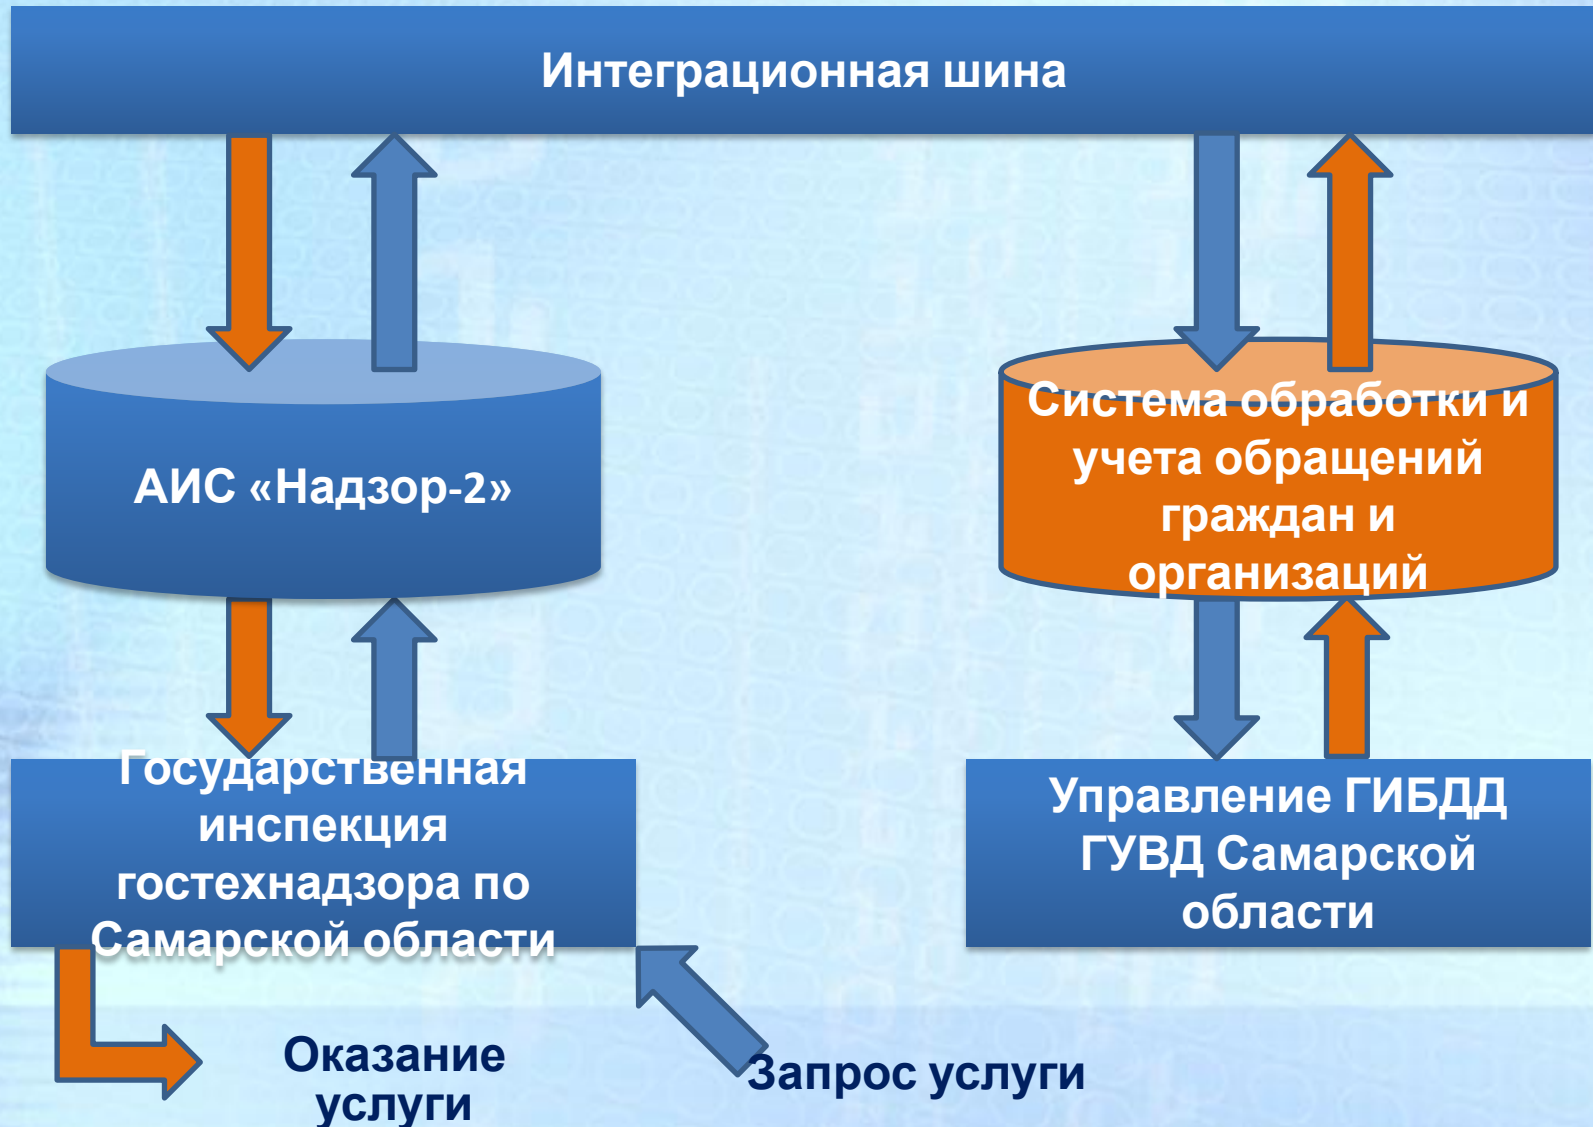 Интеграционная шина
АИС «Надзор-2»
Система обработки и
учета обращений
граждан и
организаций
Государственная
инспекция
гостехнадзора по
Самарской области
Управление ГИБДД
ГУВД Самарской
области
Оказание
услуги
Запрос услуги